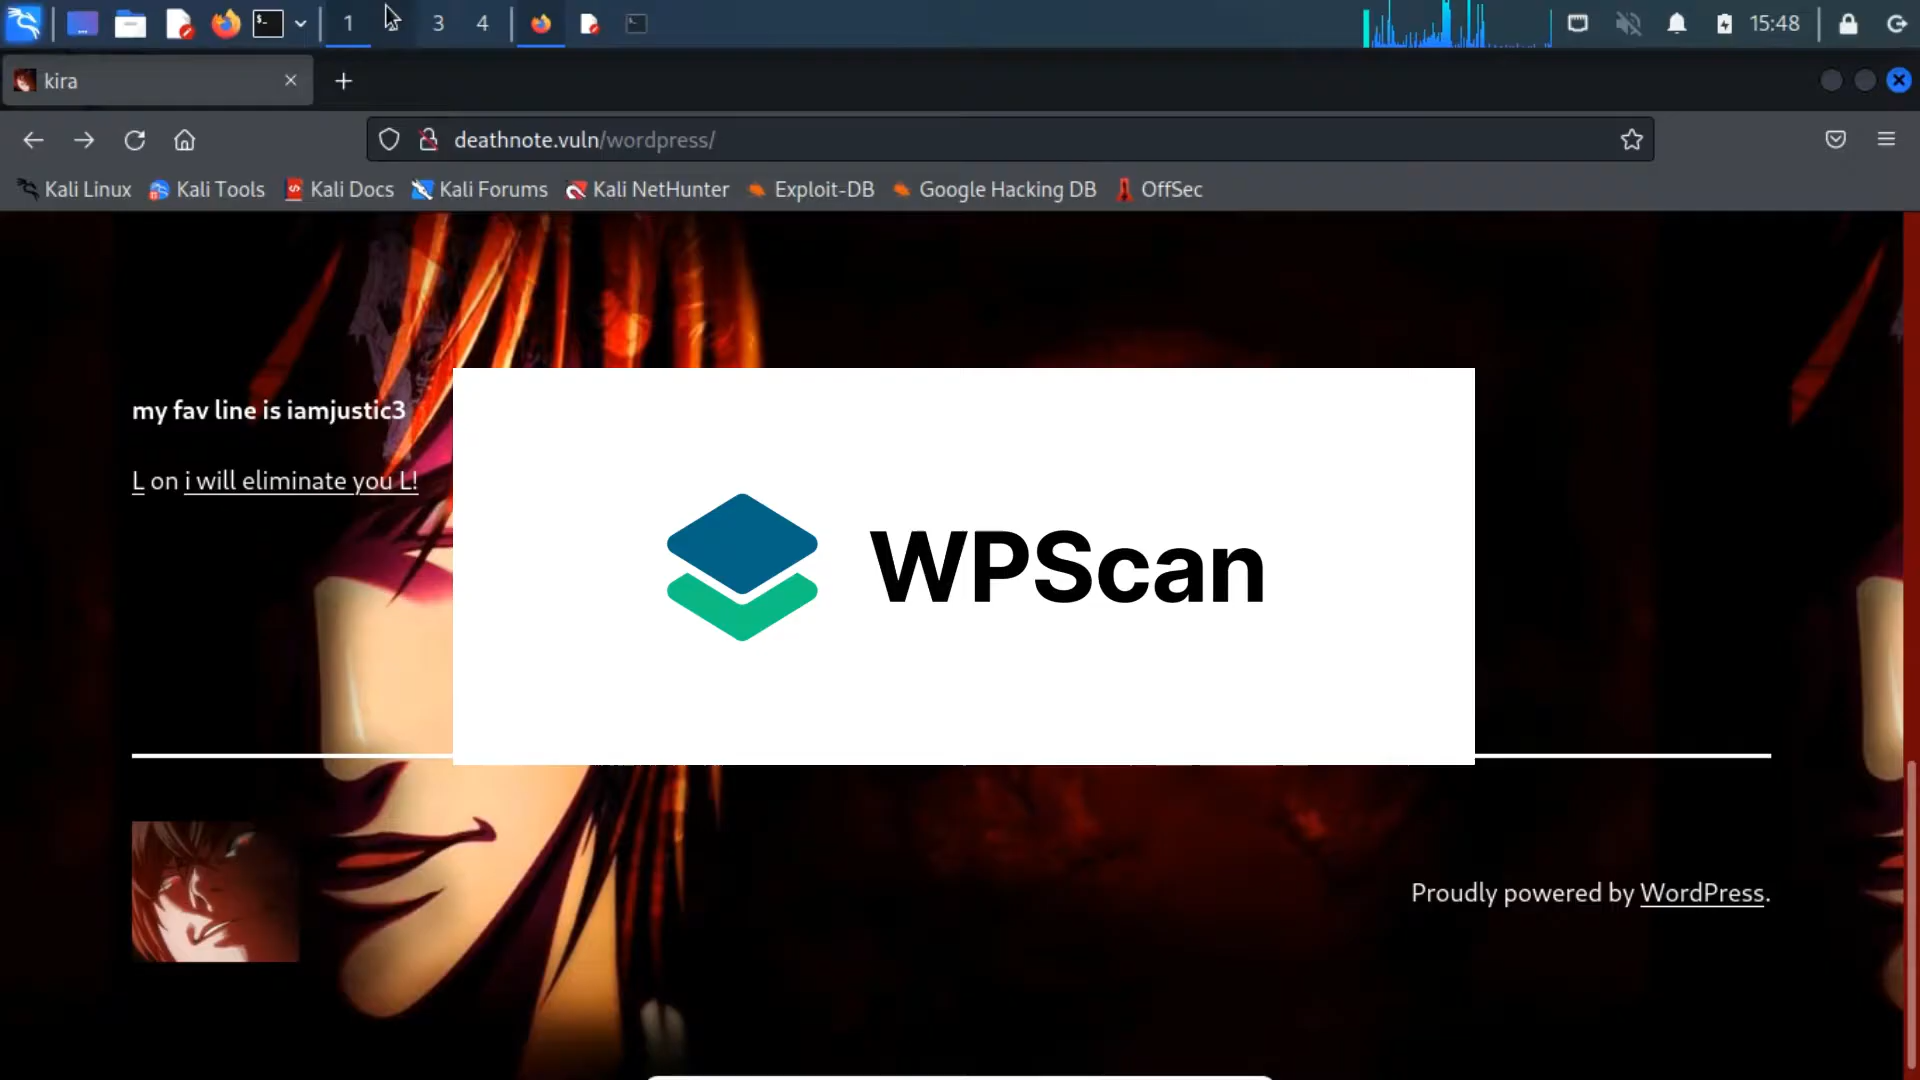 1 3 4 15:48
kira
deathnote.vuln/wordpress/
Kali Linux Kali Tools Kali Docs Kali Forums Kali NetHunter Exploit-DB Google Hacking DB OffSec
my fav line is iamjustic3
L on i will eliminate you L!
WPScan
Proudly powered by WordPress.